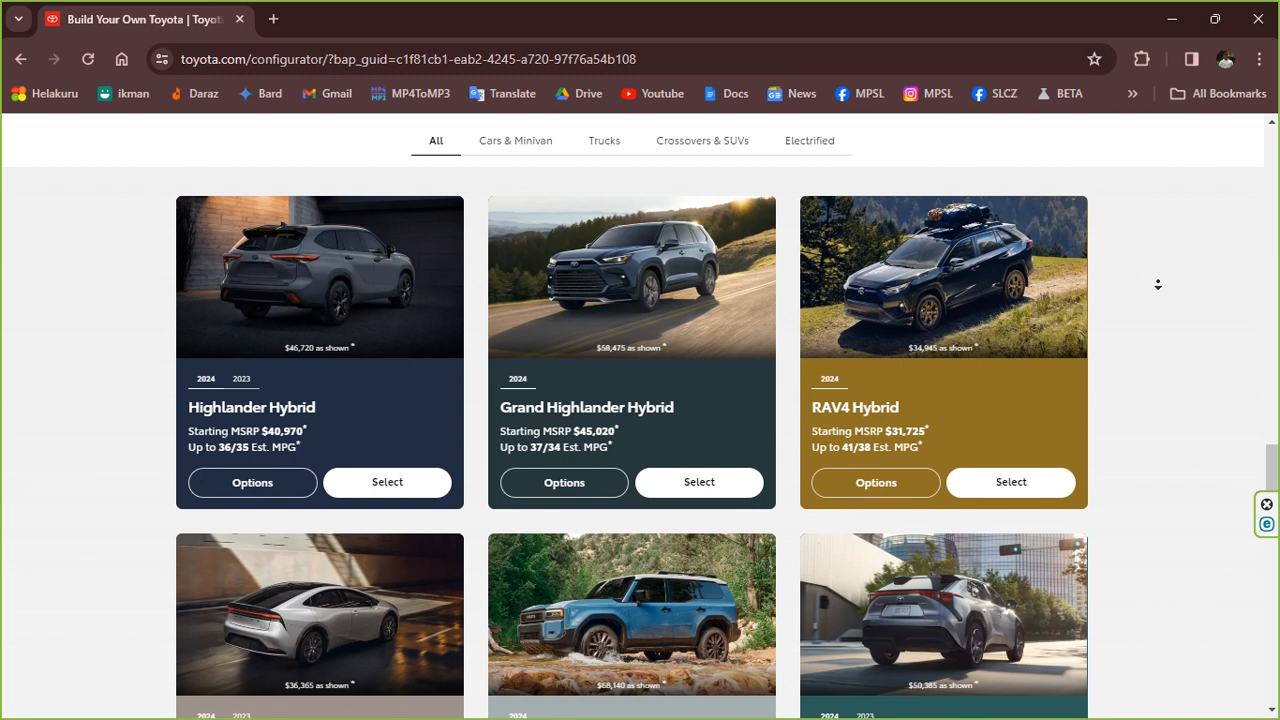 Build Your Own Toyota | Toyot
toyota.com/configurator/?bap_guid=c1f81cb1-eab2-4245-a720-97f76a54b108
Helakuru
ikman
Daraz
Bard
Gmail
MP3
MP4ToMP3
Translate
Drive
Youtube
Docs
News
MPSL
MPSL
SLCZ
BETA
All Bookmarks
All
Cars & Minivan
Trucks
Crossovers & SUVs
Electrified
$46,720 as shown*
2024 2023
Highlander Hybrid
Starting MSRP $40,970*
Up to 36/35 Est. MPG*
Options Select
$58,475 as shown*
2024
Grand Highlander Hybrid
Starting MSRP $45,020*
Up to 37/34 Est. MPG*
Options Select
$34,945 as shown*
2024
RAV4 Hybrid
Starting MSRP $31,725*
Up to 41/38 Est. MPG*
Options Select
$36,365 as shown*
2024 2023
$68,140 as shown*
2024
$50,385 as shown*
2024 2023